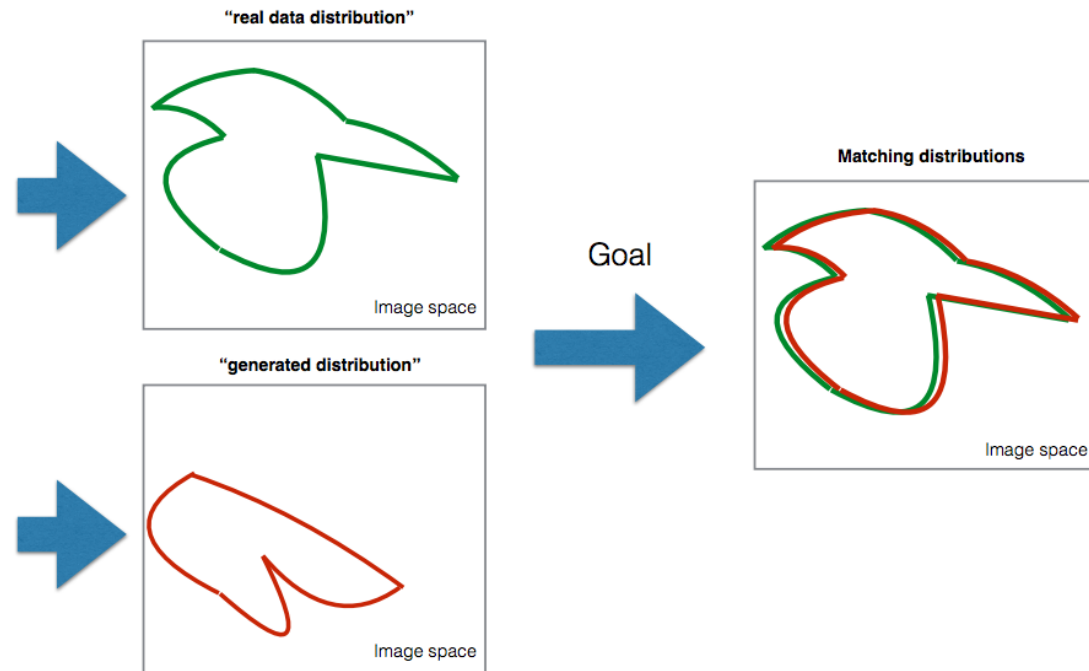 “real data distribution”
Image space
Goal
Matching distributions
Image space
“generated distribution”
Image space